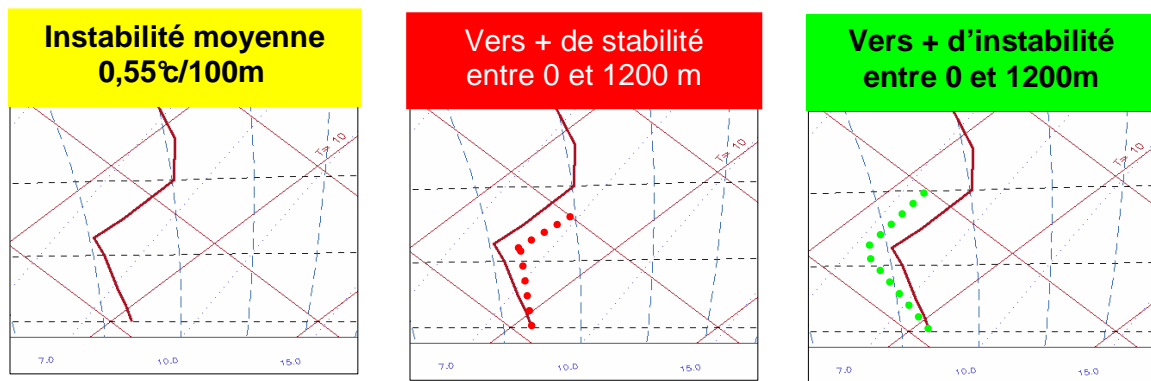 Instabilité moyenne
0,55°c/100m
Vers + de stabilité
entre 0 et 1200 m
Vers + d'instabilité
entre 0 et 1200m
T= 10
T= 10
T= 10
7.0 10.0 15.0
7.0 10.0 15.0
7.0 10.0 15.0